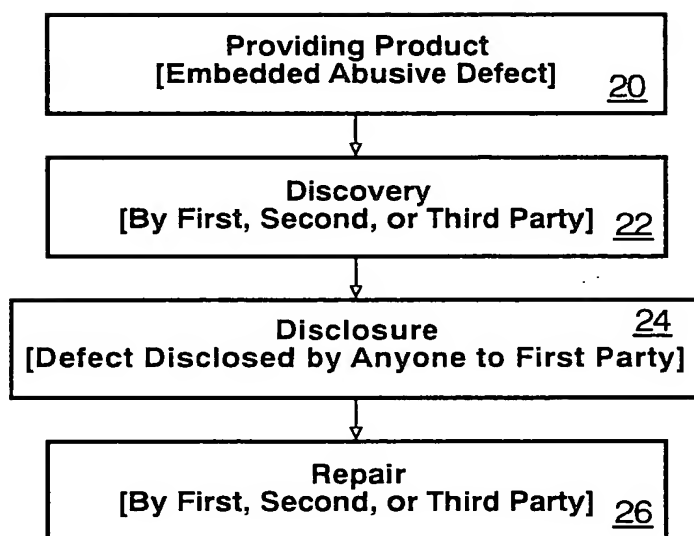 Providing Product
[Embedded Abusive Defect]
20
Discovery
[By First, Second, or Third Party]
22
Disclosure
24
[Defect Disclosed by Anyone to First Party]
Repair
[By First, Second, or Third Party]
26